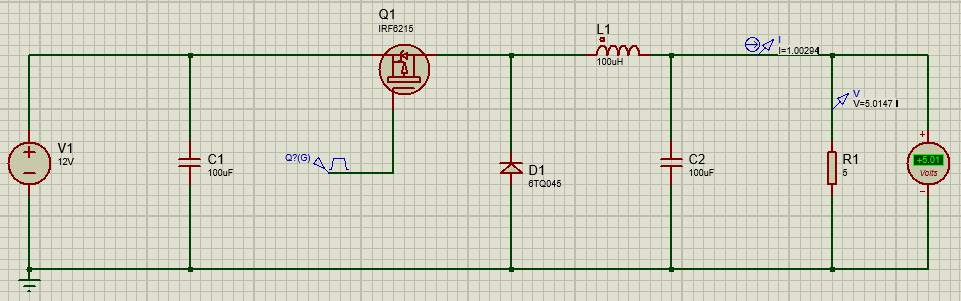 Q1
IRF6215
L1
100uH
I
I=1.00294
V
V=5.0147 I
V1
12V
C1
100uF
Q?(G)
D1
6TQ045
C2
100uF
R1
5
+
+5.01
Volts